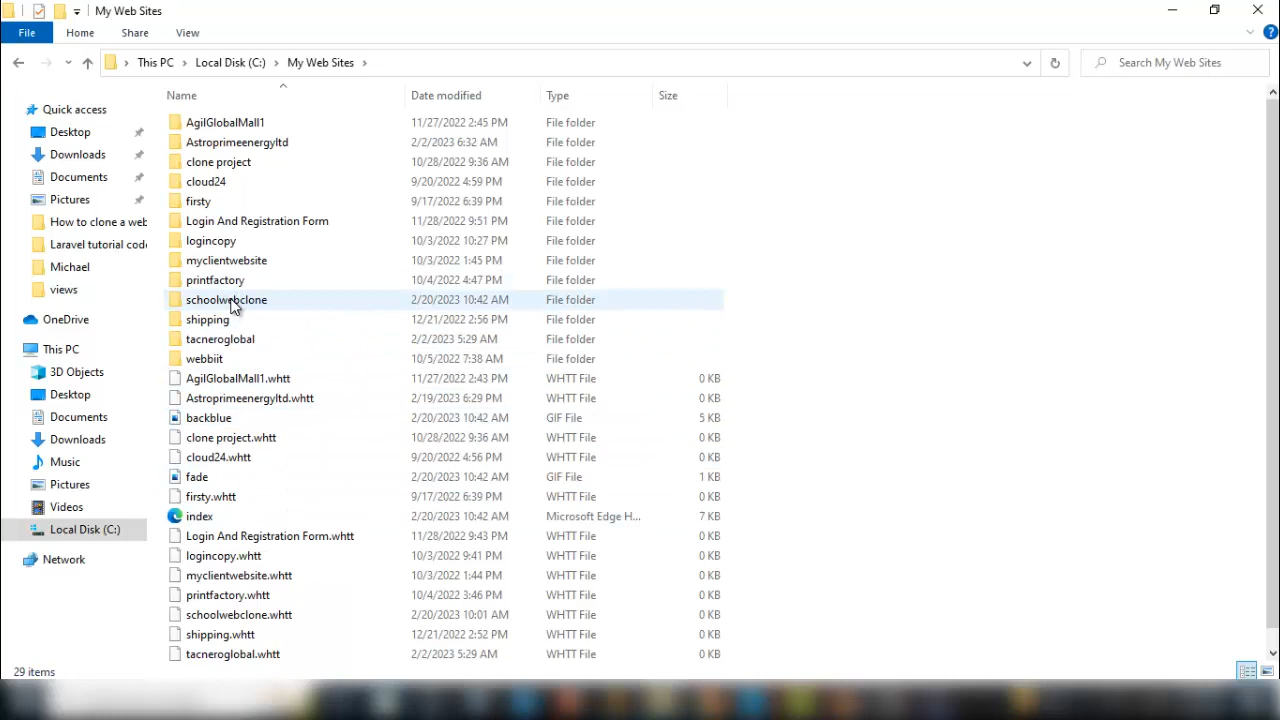 My Web Sites
File Home Share View
This PC Local Disk (C:) My Web Sites Search My Web Sites
Name Date modified Type Size
Quick access
Desktop
Downloads
Documents
Pictures
How to clone a web
Laravel tutorial code
Michael
views
OneDrive
This PC
3D Objects
Desktop
Documents
Downloads
Music
Pictures
Videos
Local Disk (C:)
Network
AgilGlobalMall1 11/27/2022 2:45 PM File folder
Astroprimeenergyltd 2/2/2023 6:32 AM File folder
clone project 10/28/2022 9:36 AM File folder
cloud24 9/20/2022 4:59 PM File folder
firsty 9/17/2022 6:39 PM File folder
Login And Registration Form 11/28/2022 9:51 PM File folder
logincopy 10/3/2022 10:27 PM File folder
myclientwebsite 10/3/2022 1:45 PM File folder
printfactory 10/4/2022 4:47 PM File folder
schoolwebclone 2/20/2023 10:42 AM File folder
shipping 12/21/2022 2:56 PM File folder
tacneroglobal 2/2/2023 5:29 AM File folder
webbiit 10/5/2022 7:38 AM File folder
AgilGlobalMall1.whtt 11/27/2022 2:43 PM WHTT File 0 KB
Astroprimeenergyltd.whtt 2/19/2023 6:29 PM WHTT File 0 KB
backblue 2/20/2023 10:42 AM GIF File 5 KB
clone project.whtt 10/28/2022 9:36 AM WHTT File 0 KB
cloud24.whtt 9/20/2022 4:56 PM WHTT File 0 KB
fade 2/20/2023 10:42 AM GIF File 1 KB
firsty.whtt 9/17/2022 6:39 PM WHTT File 0 KB
index 2/20/2023 10:42 AM Microsoft Edge H... 7 KB
Login And Registration Form.whtt 11/28/2022 9:43 PM WHTT File 0 KB
logincopy.whtt 10/3/2022 9:41 PM WHTT File 0 KB
myclientwebsite.whtt 10/3/2022 1:44 PM WHTT File 0 KB
printfactory.whtt 10/4/2022 3:46 PM WHTT File 0 KB
schoolwebclone.whtt 2/20/2023 10:01 AM WHTT File 0 KB
shipping.whtt 12/21/2022 2:52 PM WHTT File 0 KB
tacneroglobal.whtt 2/2/2023 5:29 AM WHTT File 0 KB
29 items